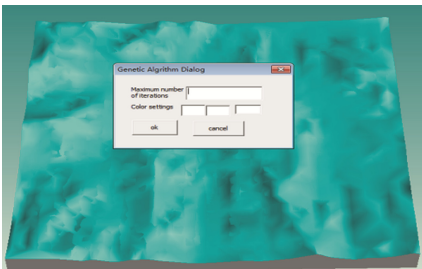 Genetic Algrithm Dialog
Maximum number
of iterations
Color settings
ok
cancel